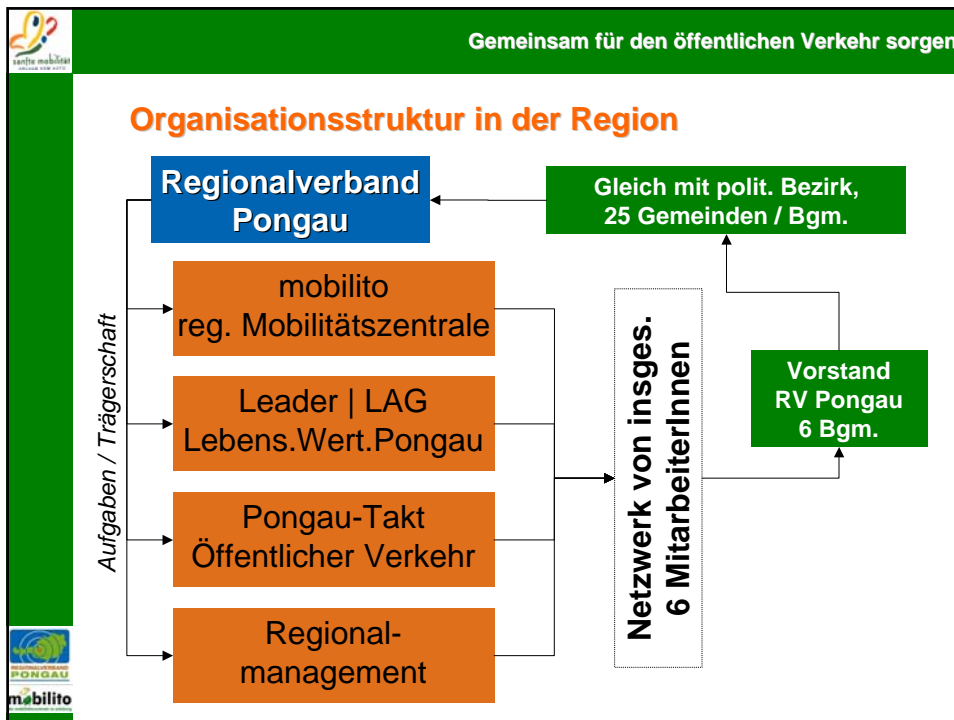 sanfte mobilität
Gemeinsam für den öffentlichen Verkehr sorgen
Organisationsstruktur in der Region
Regionalverband
Pongau
Gleich mit polit. Bezirk,
25 Gemeinden / Bgm.
Aufgaben / Trägerschaft
mobilito
reg. Mobilitätszentrale
Leader | LAG
Lebens.Wert.Pongau
Pongau-Takt
Öffentlicher Verkehr
Regional-
management
Netzwerk von insges.
6 MitarbeiterInnen
Vorstand
RV Pongau
6 Bgm.
REGIONALVERBAND
PONGAU
mobilito